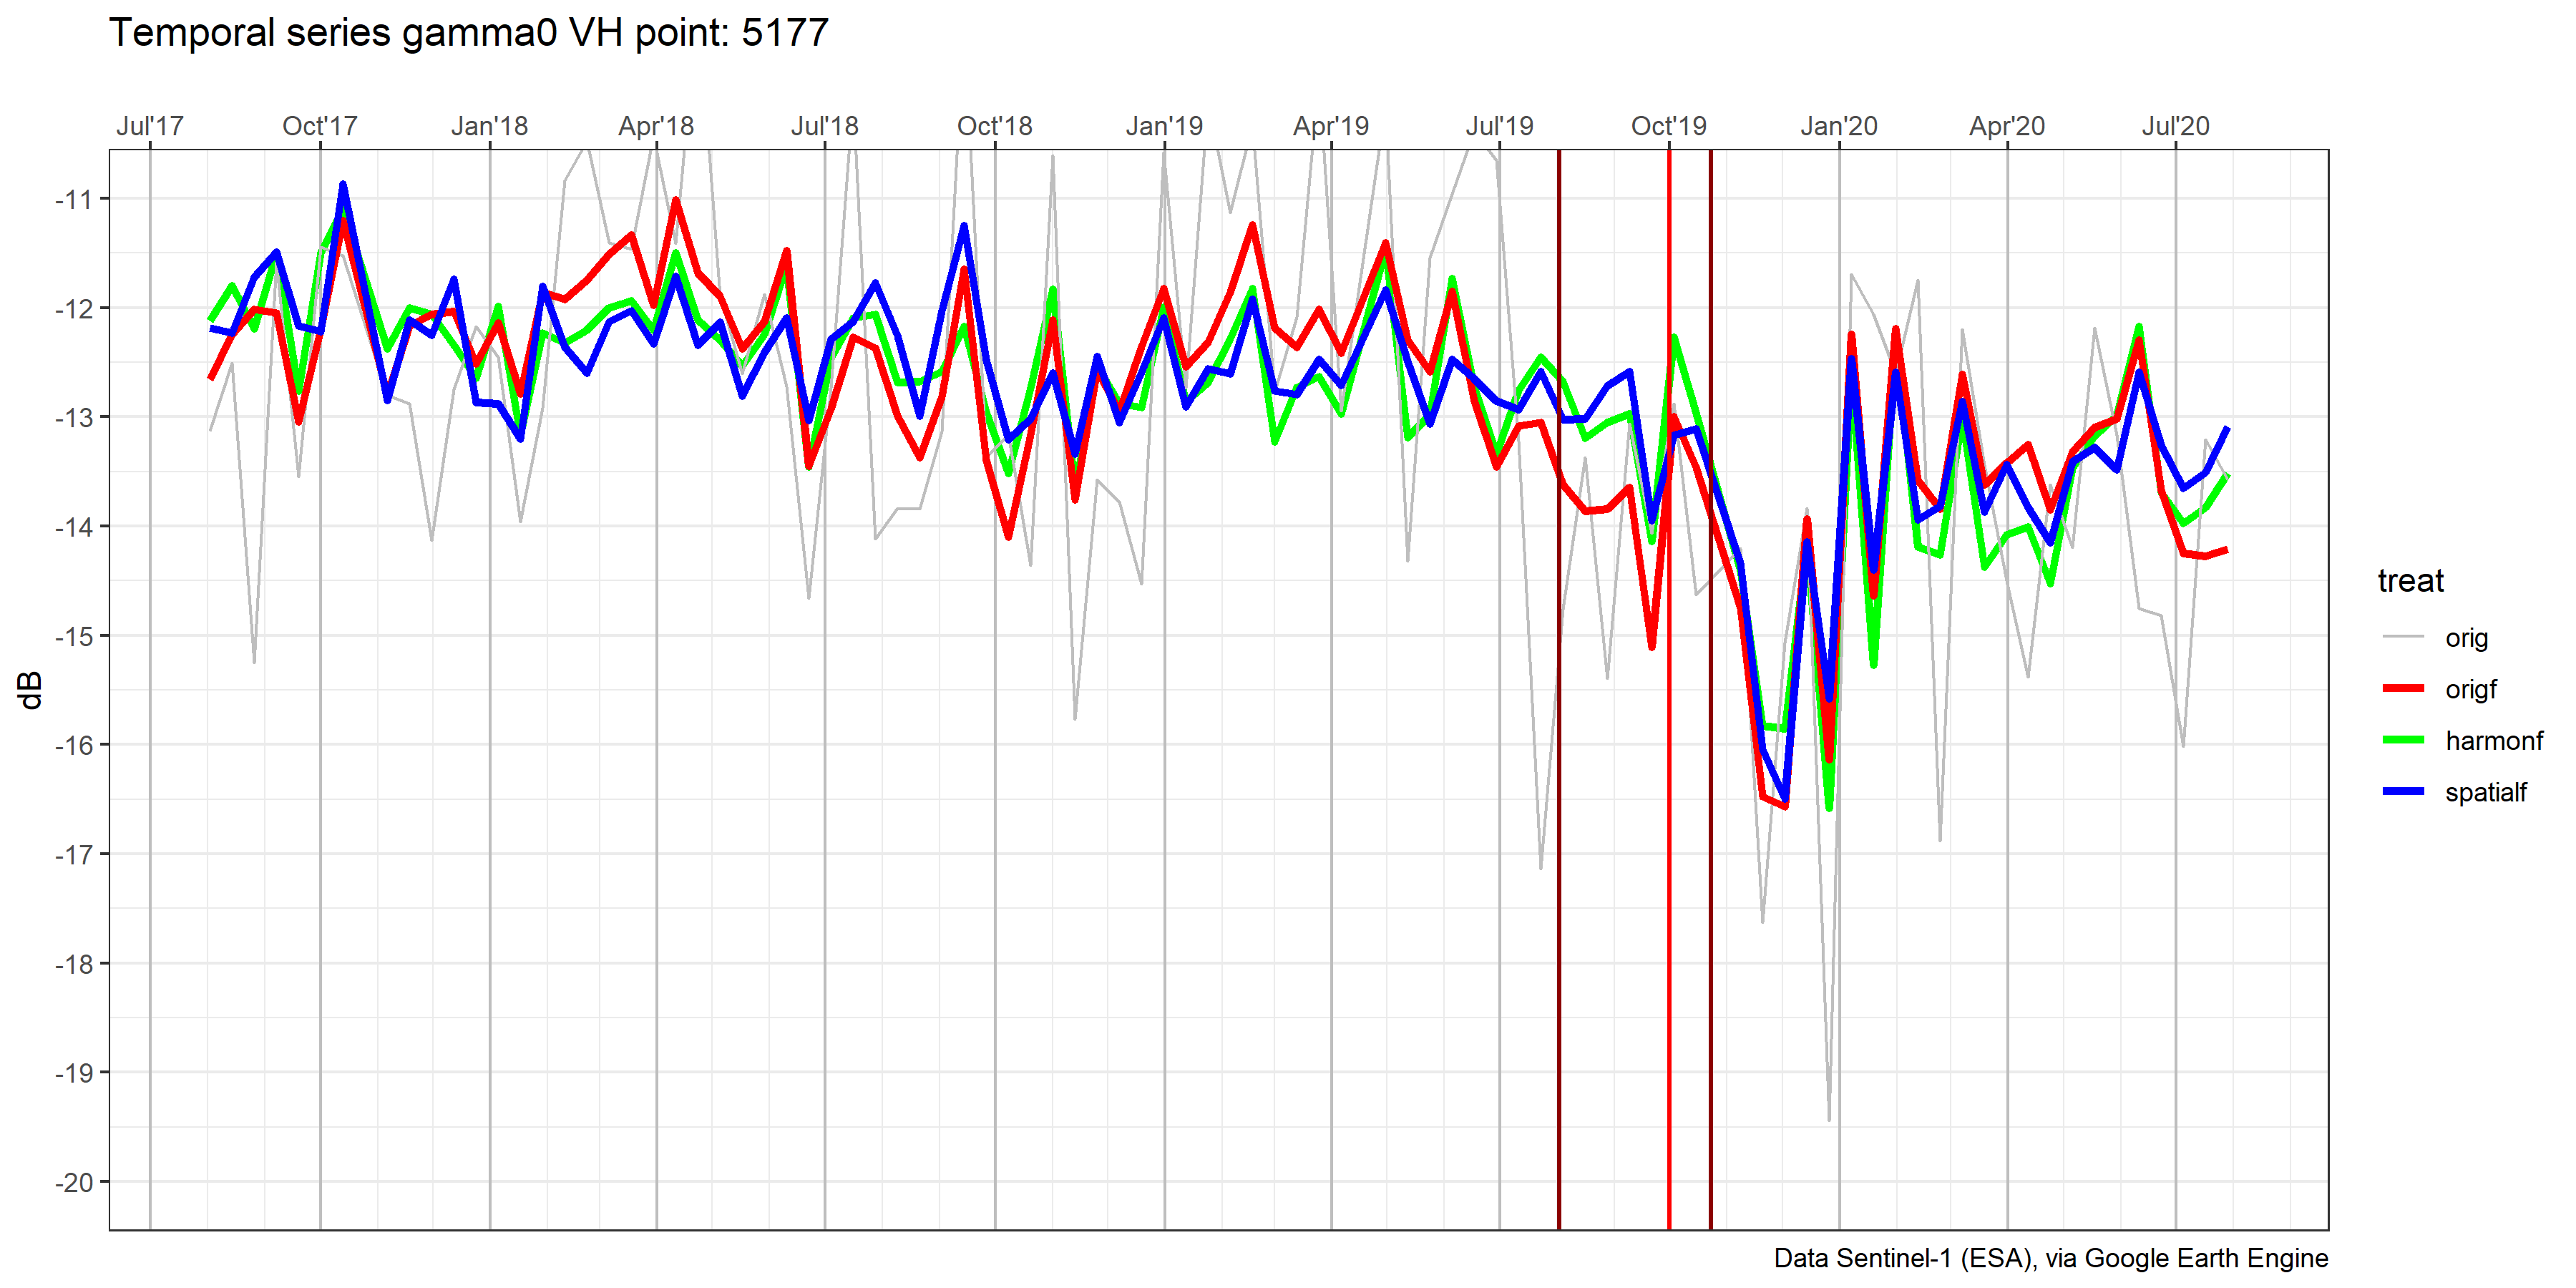 Temporal series gamma0 VH point: 5177
Jul'17 Oct'17 Jan'18 Apr'18 Jul'18 Oct'18 Jan'19 Apr'19 Jul'19 Oct'19 Jan'20 Apr'20 Jul'20
-11
-12
-13
-14
-15
-16
-17
-18
-19
-20
dB
treat
orig
origf
harmonf
spatialf
Data Sentinel-1 (ESA), via Google Earth Engine